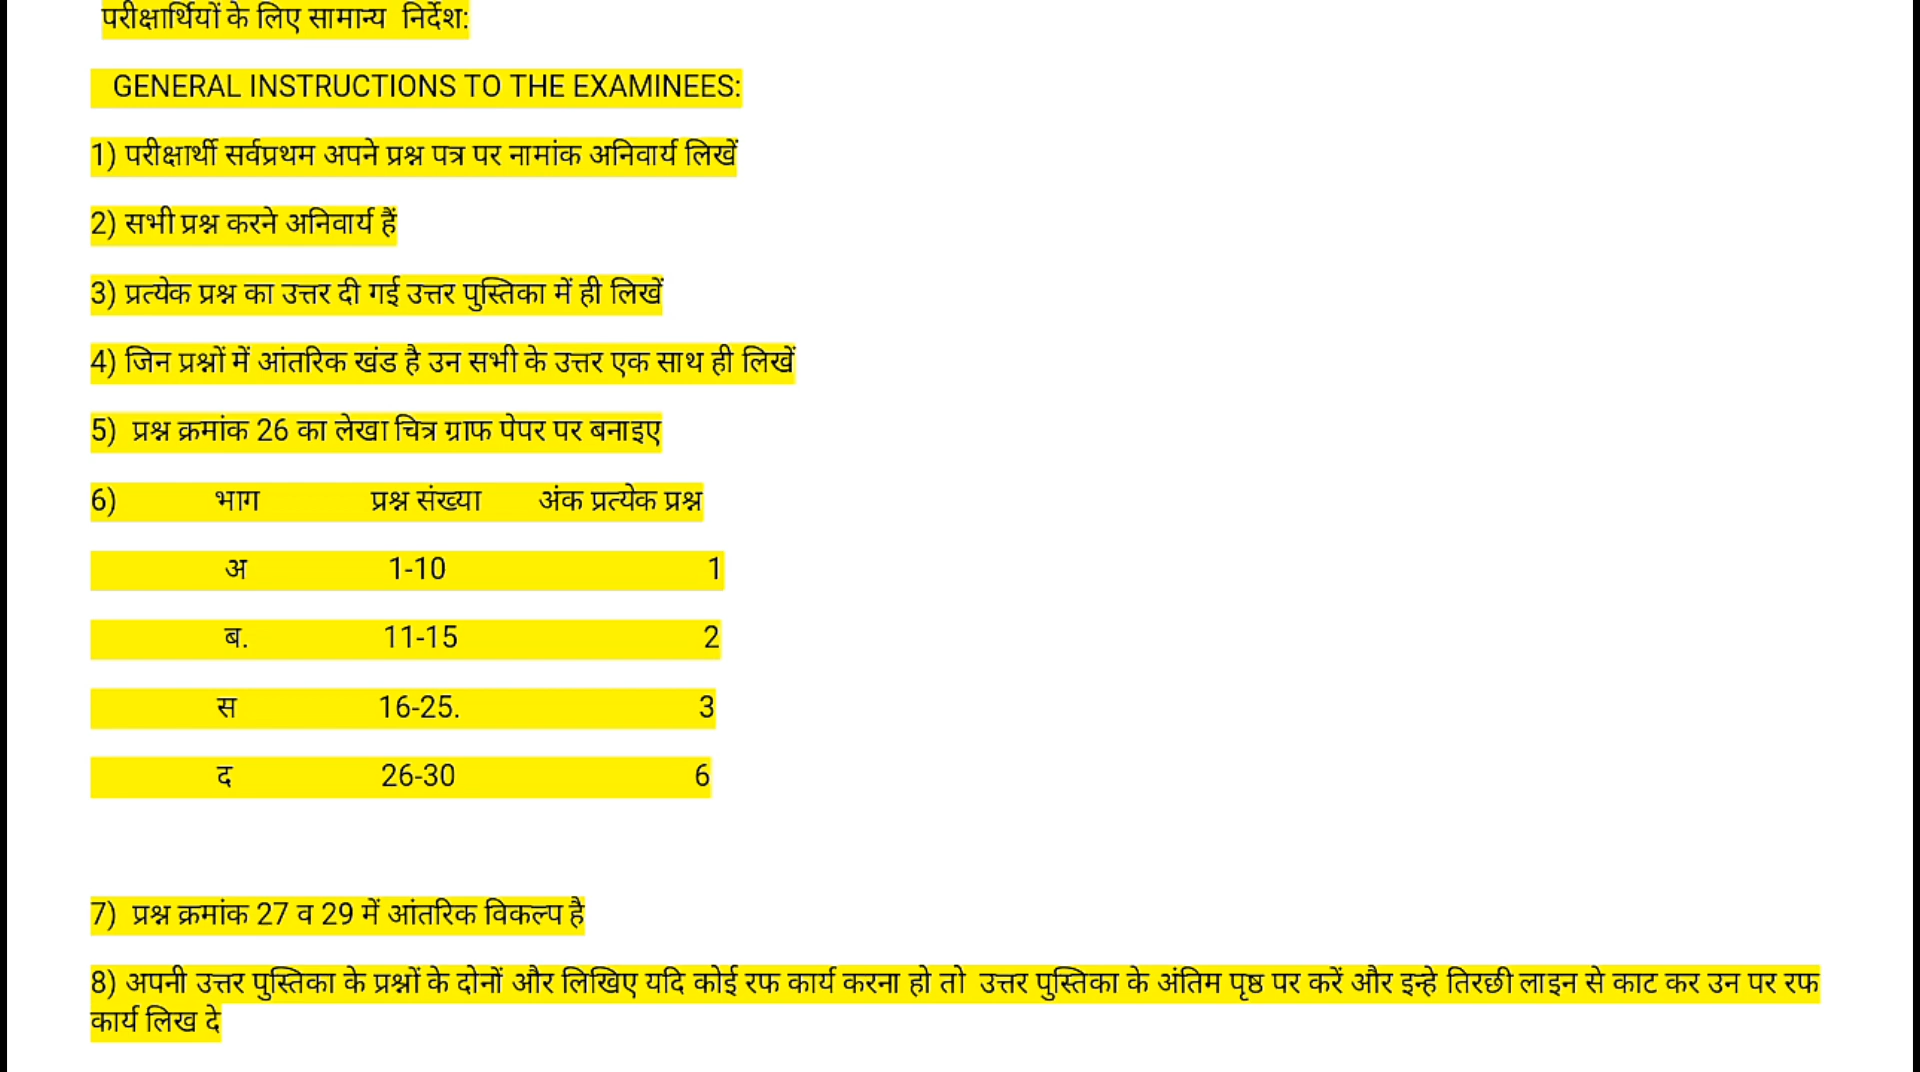 परीक्षार्थियों के लिए सामान्य निर्देश:
GENERAL INSTRUCTIONS TO THE EXAMINEES:
1) परीक्षार्थी सर्वप्रथम अपने प्रश्न पत्र पर नामांक अनिवार्य लिखें
2) सभी प्रश्न करने अनिवार्य हैं
3) प्रत्येक प्रश्न का उत्तर दी गई उत्तर पुस्तिका में ही लिखें
4) जिन प्रश्नों में आंतरिक खंड है उन सभी के उत्तर एक साथ ही लिखें
5) प्रश्न क्रमांक 26 का लेखा चित्र ग्राफ पेपर पर बनाइए
6) भाग प्रश्न संख्या अंक प्रत्येक प्रश्न
अ 1-10 1
ब. 11-15 2
स 16-25. 3
द 26-30 6
7) प्रश्न क्रमांक 27 व 29 में आंतरिक विकल्प है
8) अपनी उत्तर पुस्तिका के प्रश्नों के दोनों और लिखिए यदि कोई रफ कार्य करना हो तो उत्तर पुस्तिका के अंतिम पृष्ठ पर करें और इन्हे तिरछी लाइन से काट कर उन पर रफ
कार्य लिख दे